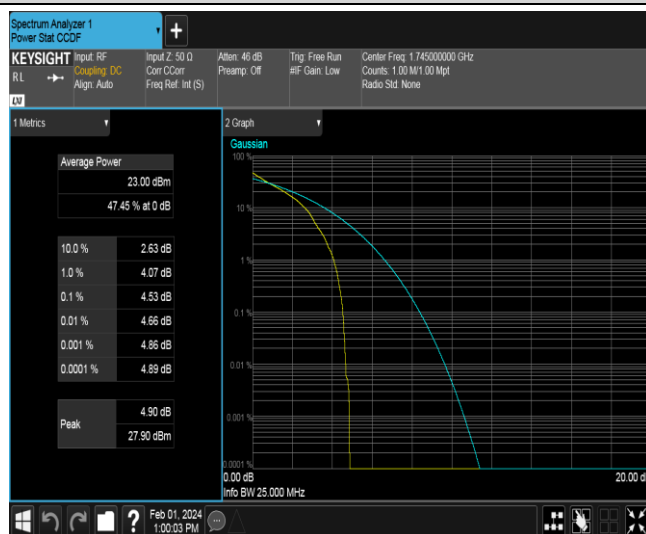 Spectrum Analyzer 1
Power Stat CCDF
+
KEYSIGHT
RL
LXI
Input: RF
Coupling: DC
Align: Auto
Input Z: 50 Ω
Corr CCorr
Freq Ref: Int (S)
Atten: 46 dB
Preamp: Off
Trig: Free Run
#IF Gain: Low
Center Freq: 1.745000000 GHz
Counts: 1.00 M/1.00 Mpt
Radio Std: None
1 Metrics
Average Power
23.00 dBm
47.45 % at 0 dB
10.0 % 2.63 dB
1.0 % 4.07 dB
0.1 % 4.53 dB
0.01 % 4.66 dB
0.001 % 4.86 dB
0.0001 % 4.89 dB
Peak
4.90 dB
27.90 dBm
2 Graph
Gaussian
100 %
10 %
1 %
0.1 %
0.01 %
0.001 %
0.0001 %
0.00 dB 20.00 d
Info BW 25.000 MHz
?
Feb 01, 2024
1:00:03 PM